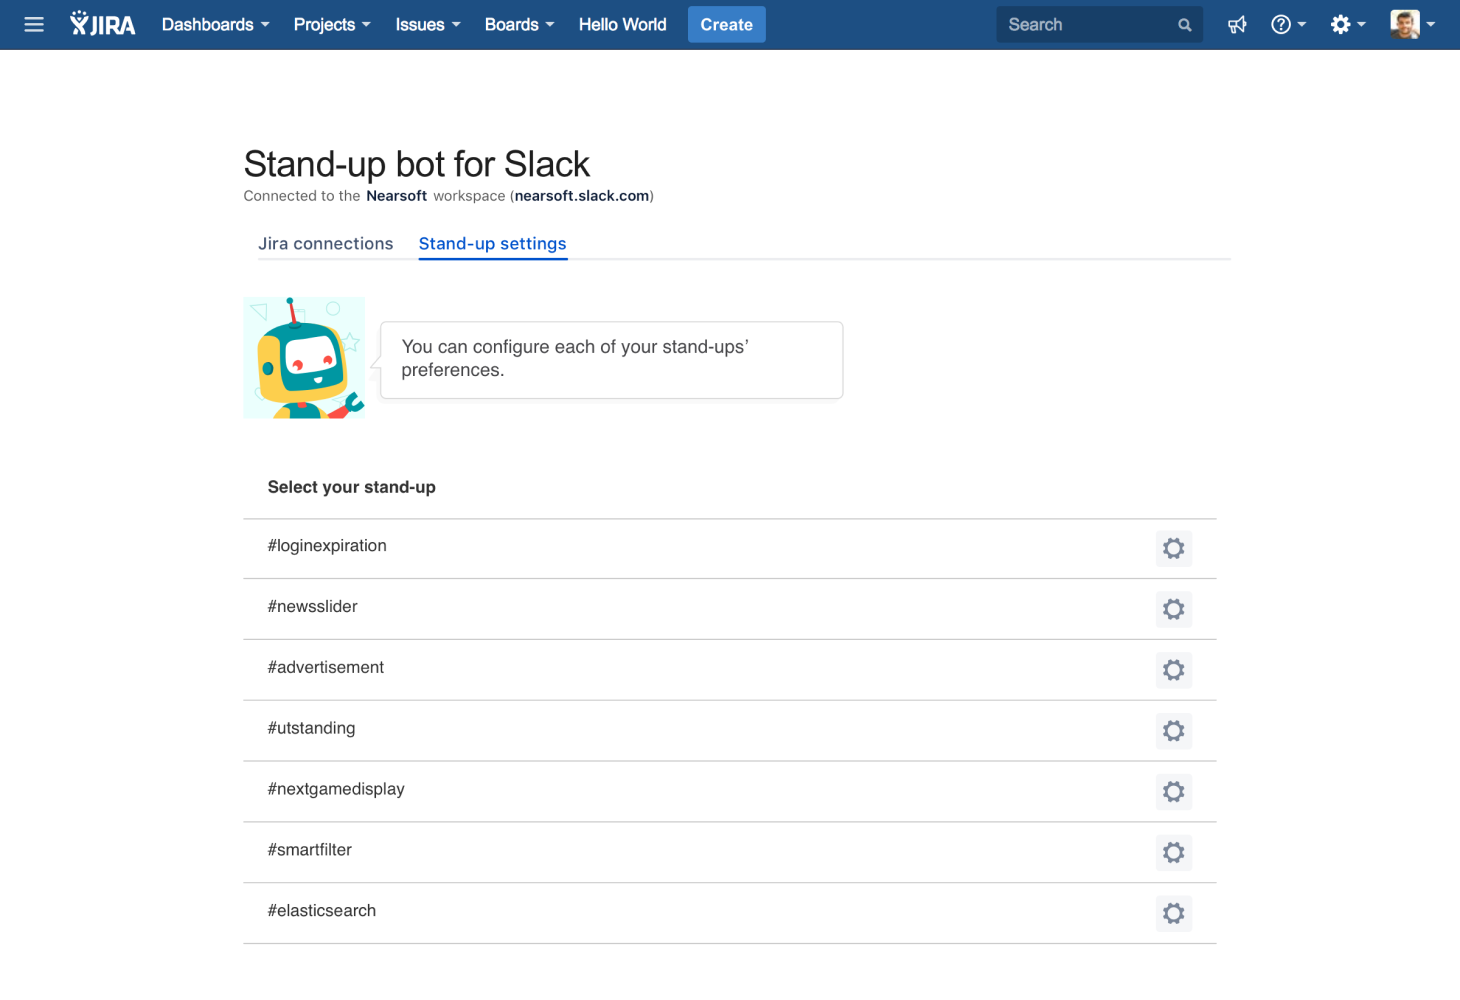 JIRA Dashboards Projects Issues Boards Hello World Create Search
Stand-up bot for Slack
Connected to the Nearsoft workspace (nearsoft.slack.com)
Jira connections Stand-up settings
You can configure each of your stand-ups’
preferences.
Select your stand-up
#loginexpiration
#newsslider
#advertisement
#utstanding
#nextgamedisplay
#smartfilter
#elasticsearch